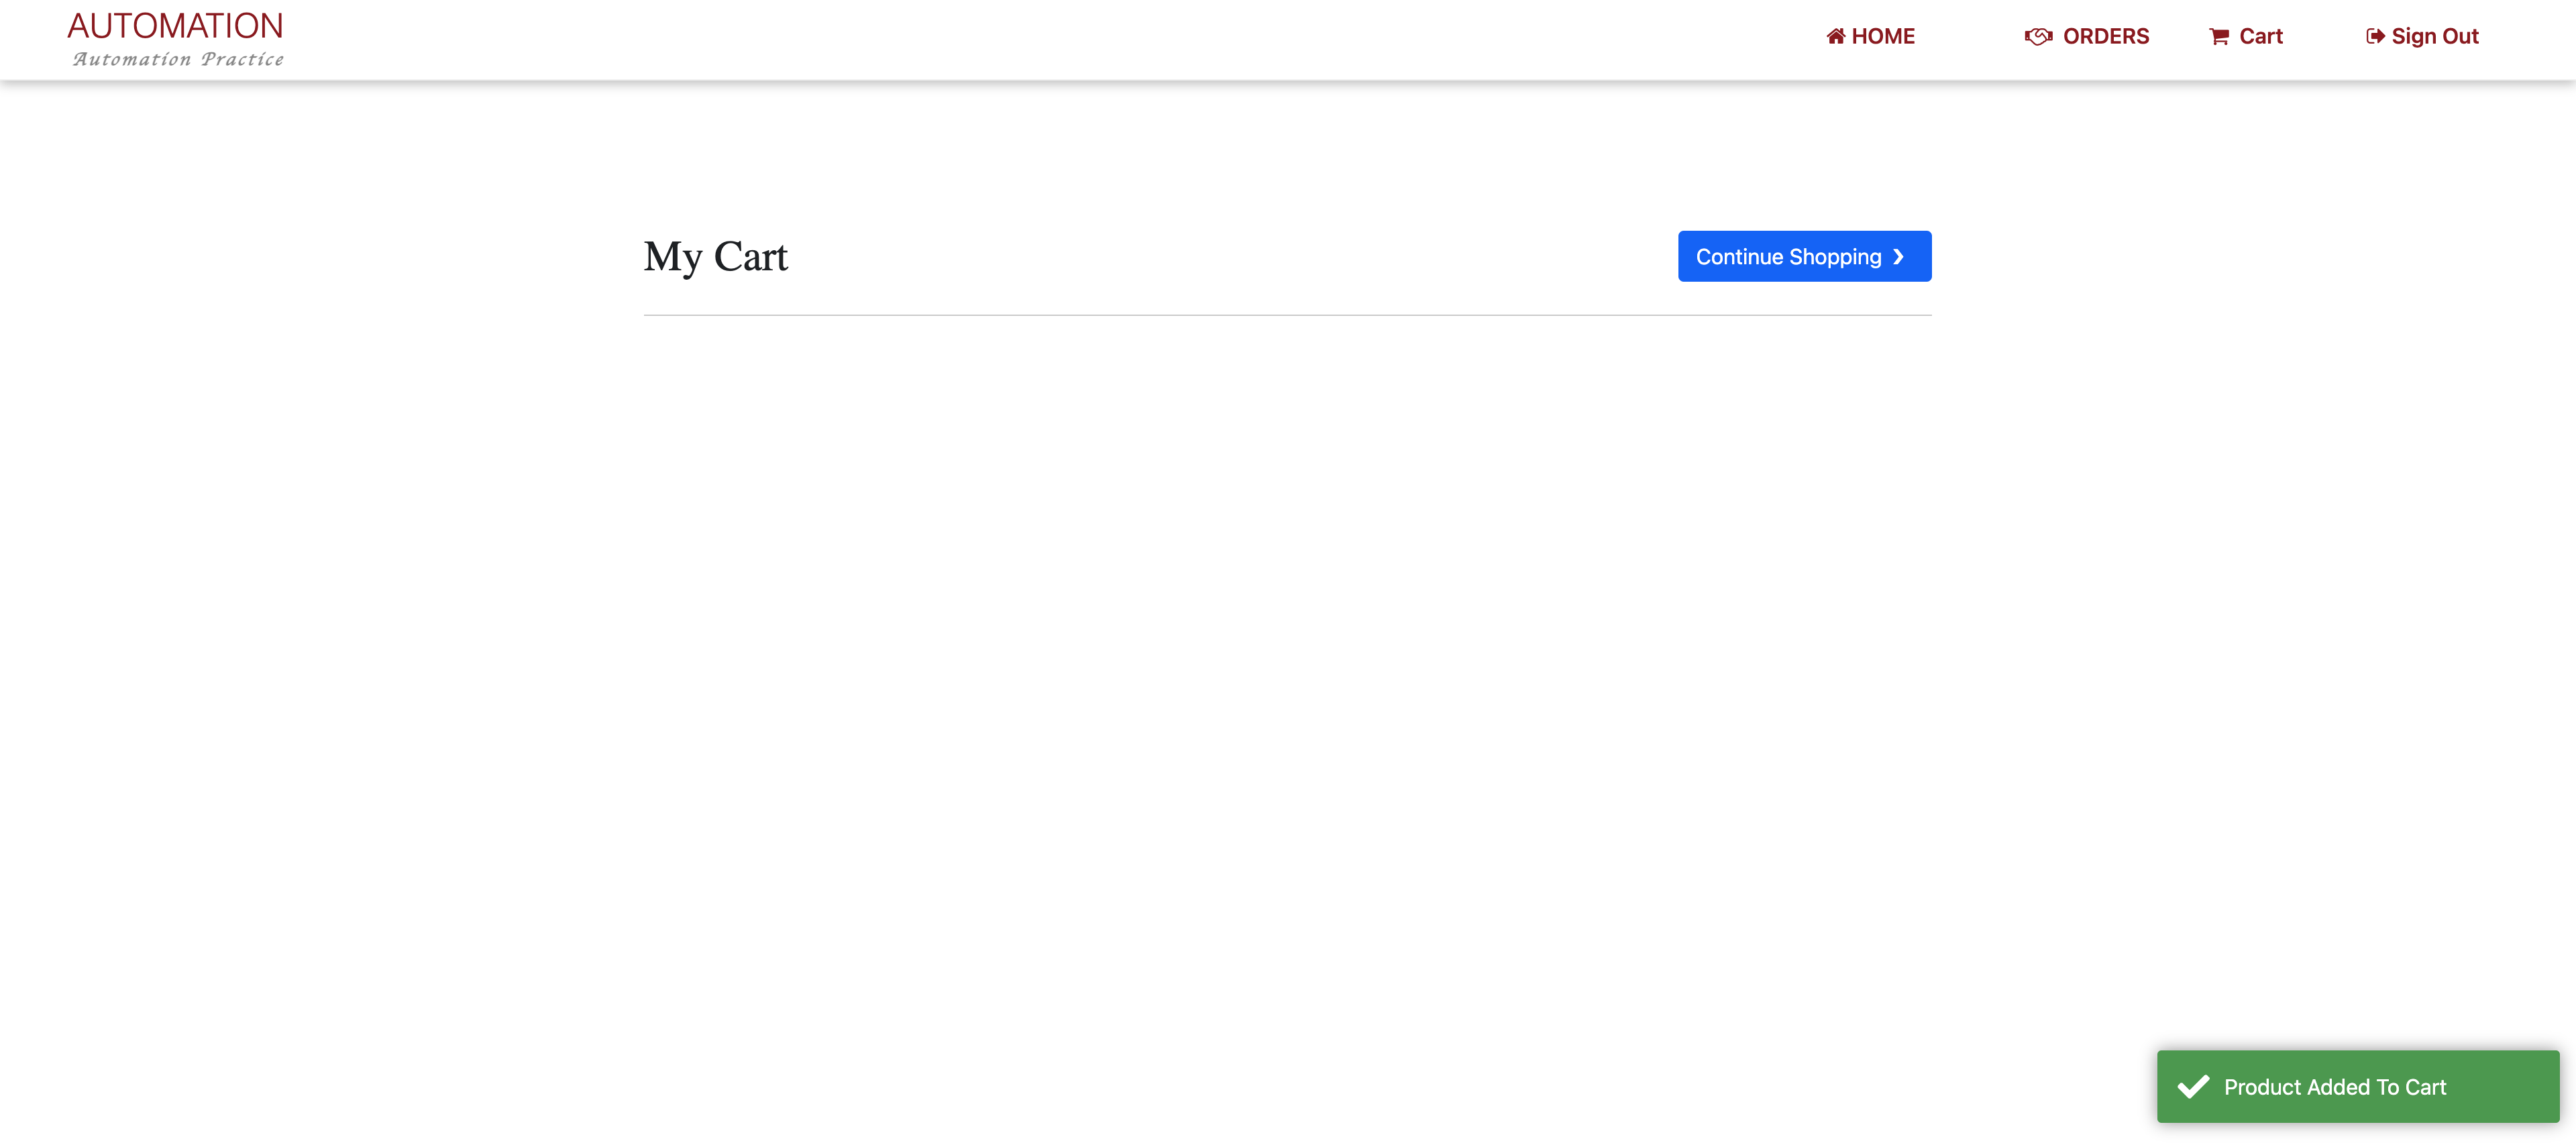 AUTOMATION
Automation Practice
HOME
ORDERS
Cart
Sign Out
My Cart
Continue Shopping ❯
Product Added To Cart